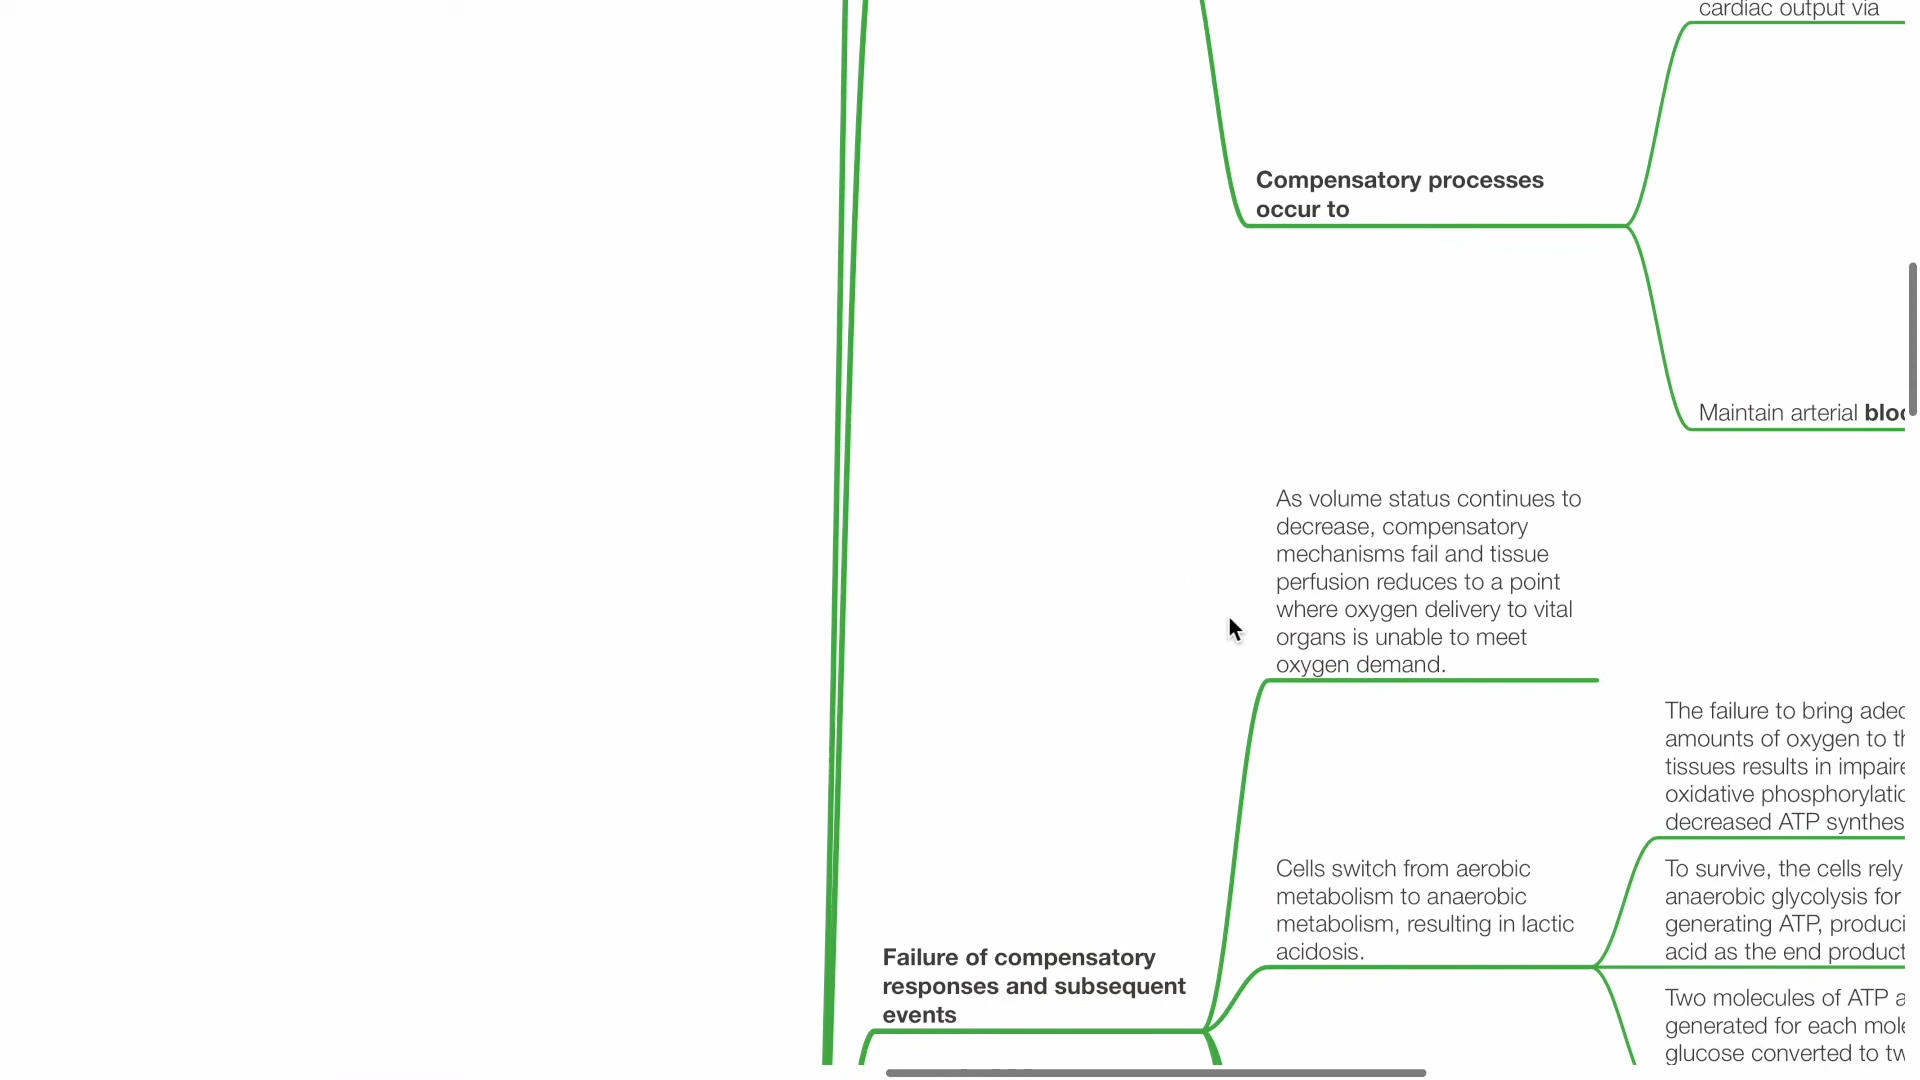 cardiac output via
Compensatory processes
occur to
Maintain arterial
As volume status continues to
decrease, compensatory
mechanisms fail and tissue
perfusion reduces to a point
where oxygen delivery to vital
organs is unable to meet
oxygen demand.
The failure to bring
amounts of oxygen to
tissues results in
oxidative
decreased ATP
Cells switch from aerobic
metabolism to anaerobic
metabolism, resulting in lactic
acidosis.
To survive, the cells rely
anaerobic glycolysis for
generating ATP,
acid as the end product
Failure of compensatory
responses and subsequent
events
Two molecules of ATP
generated for each
glucose converted to